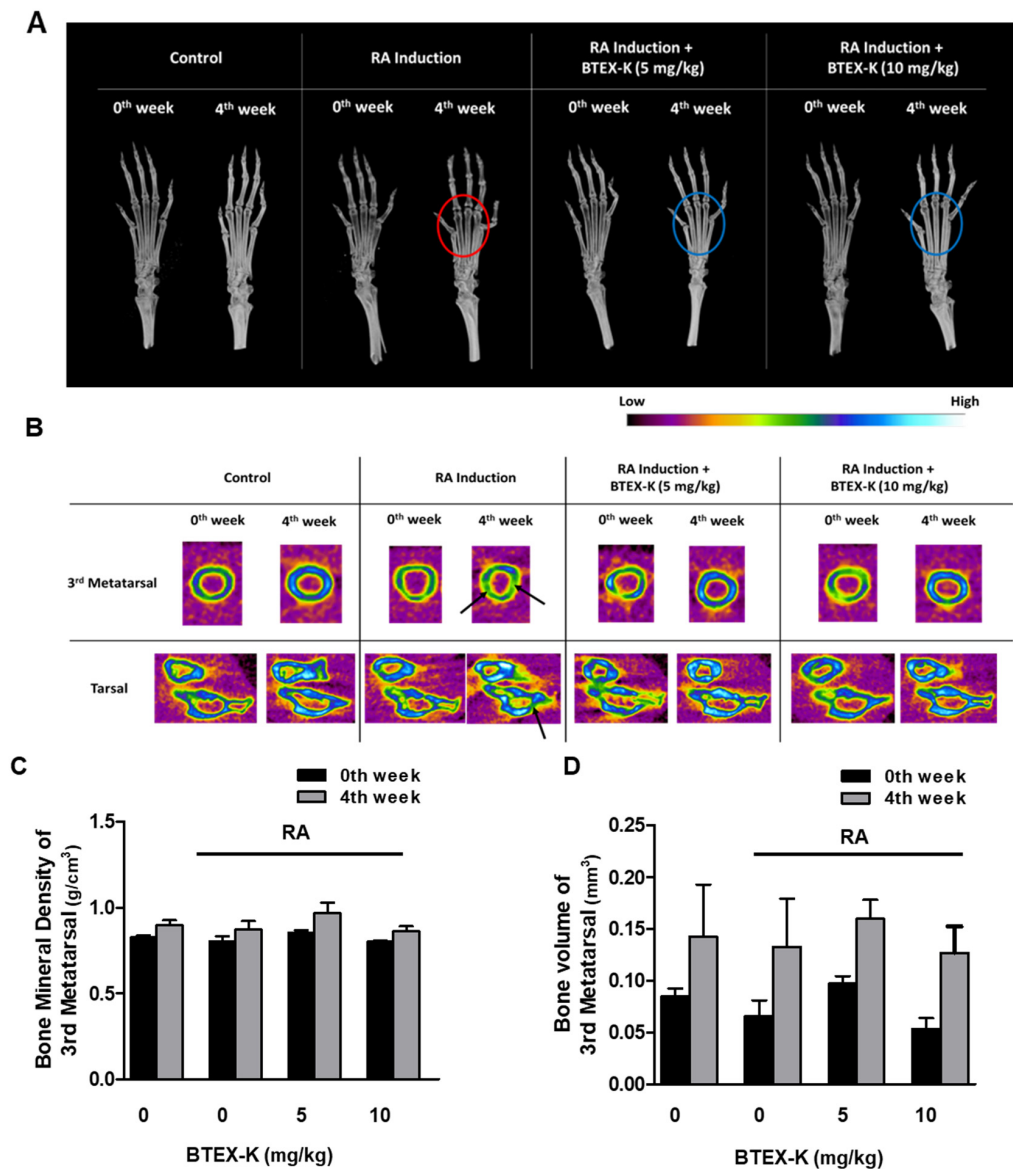 A
Control
RA Induction
RA Induction +
BTEX-K (5 mg/kg)
RA Induction +
BTEX-K (10 mg/kg)
0th week
4th week
0th week
4th week
0th week
4th week
0th week
4th week
Low
High
B
Control
RA Induction
RA Induction +
BTEX-K (5 mg/kg)
RA Induction +
BTEX-K (10 mg/kg)
0th week
4th week
0th week
4th week
0th week
4th week
0th week
4th week
3rd Metatarsal
Tarsal
C
0th week
4th week
RA
Bone Mineral Density of
3rd Metatarsal (g/cm3)
1.5
1.0
0.5
0.0
0
0
5
10
BTEX-K (mg/kg)
D
0th week
4th week
RA
Bone volume of
3rd Metatarsal (mm3)
0.25
0.20
0.15
0.10
0.05
0.00
0
0
5
10
BTEX-K (mg/kg)